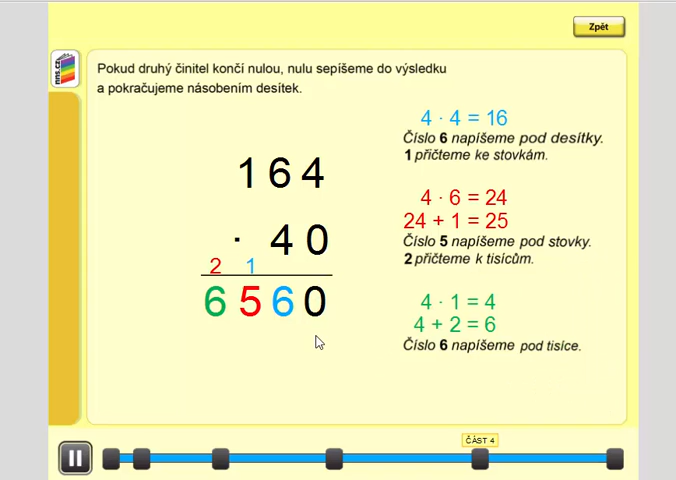 Zpět
nns.cz
Pokud druhý činitel končí nulou, nulu sepíšeme do výsledku
a pokračujeme násobením desítek.
164
· 40
2 1
6560
4 · 4 = 16
Číslo 6 napíšeme pod desítky.
1 přičteme ke stovkám.
4 · 6 = 24
24 + 1 = 25
Číslo 5 napíšeme pod stovky.
2 přičteme k tisícům.
4 · 1 = 4
4 + 2 = 6
Číslo 6 napíšeme pod tisíce.
ČÁST 4